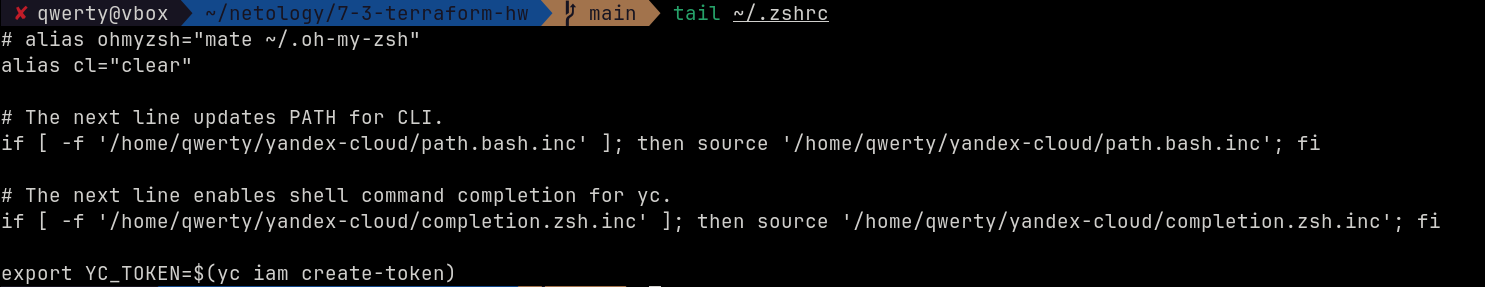 ✘ qwerty@vbox ~/netology/7-3-terraform-hw main tail ~/.zshrc
# alias ohmyzsh="mate ~/.oh-my-zsh"
alias cl="clear"
# The next line updates PATH for CLI.
if [ -f '/home/qwerty/yandex-cloud/path.bash.inc' ]; then source '/home/qwerty/yandex-cloud/path.bash.inc'; fi
# The next line enables shell command completion for yc.
if [ -f '/home/qwerty/yandex-cloud/completion.zsh.inc' ]; then source '/home/qwerty/yandex-cloud/completion.zsh.inc'; fi
export YC_TOKEN=$(yc iam create-token)